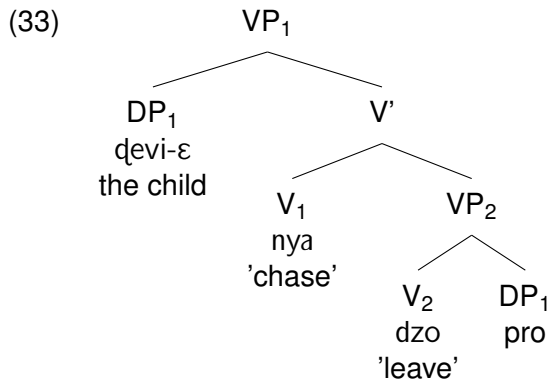 (33) VP₁
DP₁ V'
ɖevi-ɛ
the child
V₁ VP₂
nya
'chase'
V₂ DP₁
dzo pro
'leave'